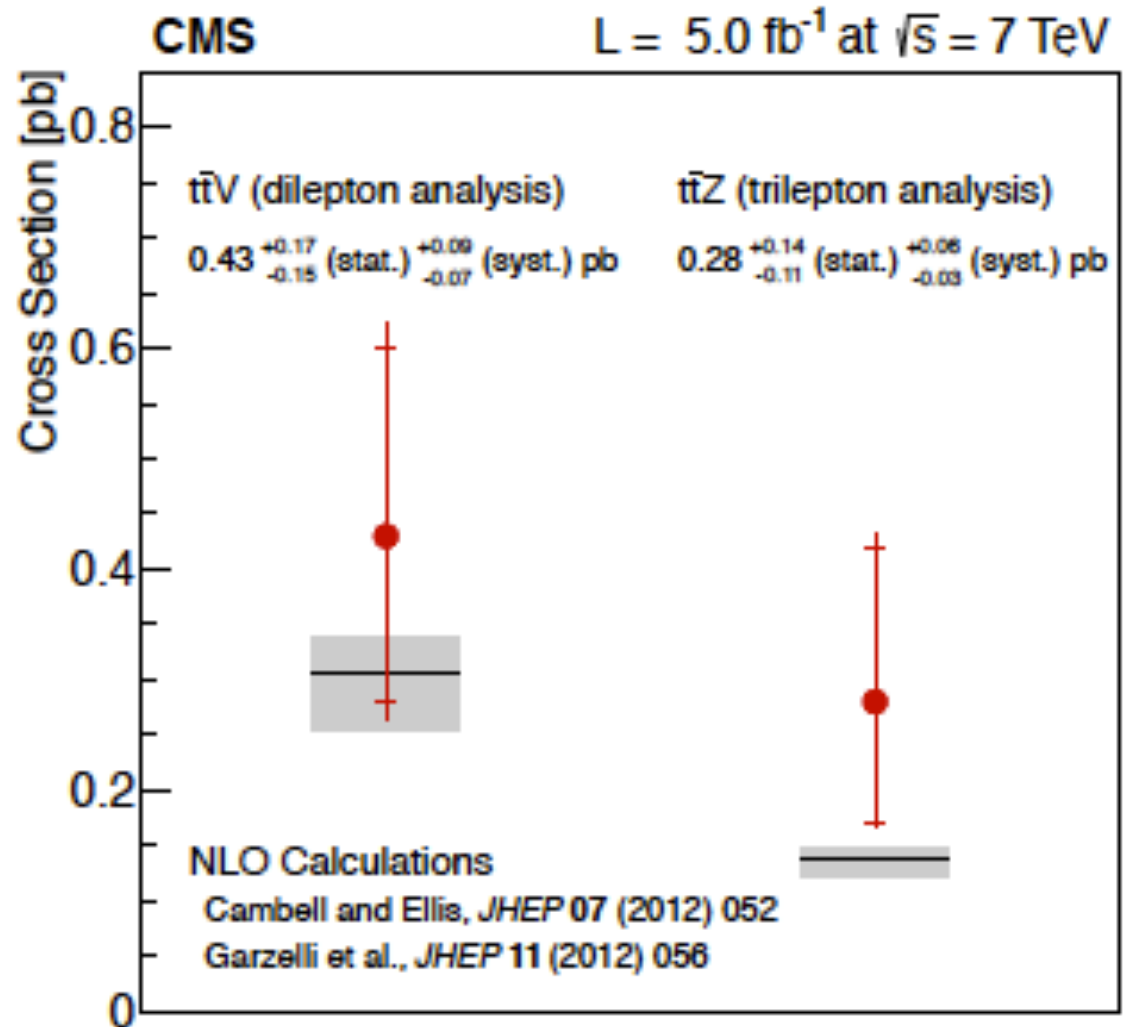 CMS L = 5.0 fb⁻¹ at √s = 7 TeV
Cross Section [pb]
0.8
tt̄V (dilepton analysis) tt̄Z (trilepton analysis)
0.43 +0.17 -0.15 (stat.) +0.09 -0.07 (syst.) pb 0.28 +0.14 -0.11 (stat.) +0.06 -0.03 (syst.) pb
0.6
0.4
0.2
NLO Calculations
Cambell and Ellis, JHEP 07 (2012) 052
Garzelli et al., JHEP 11 (2012) 056
0